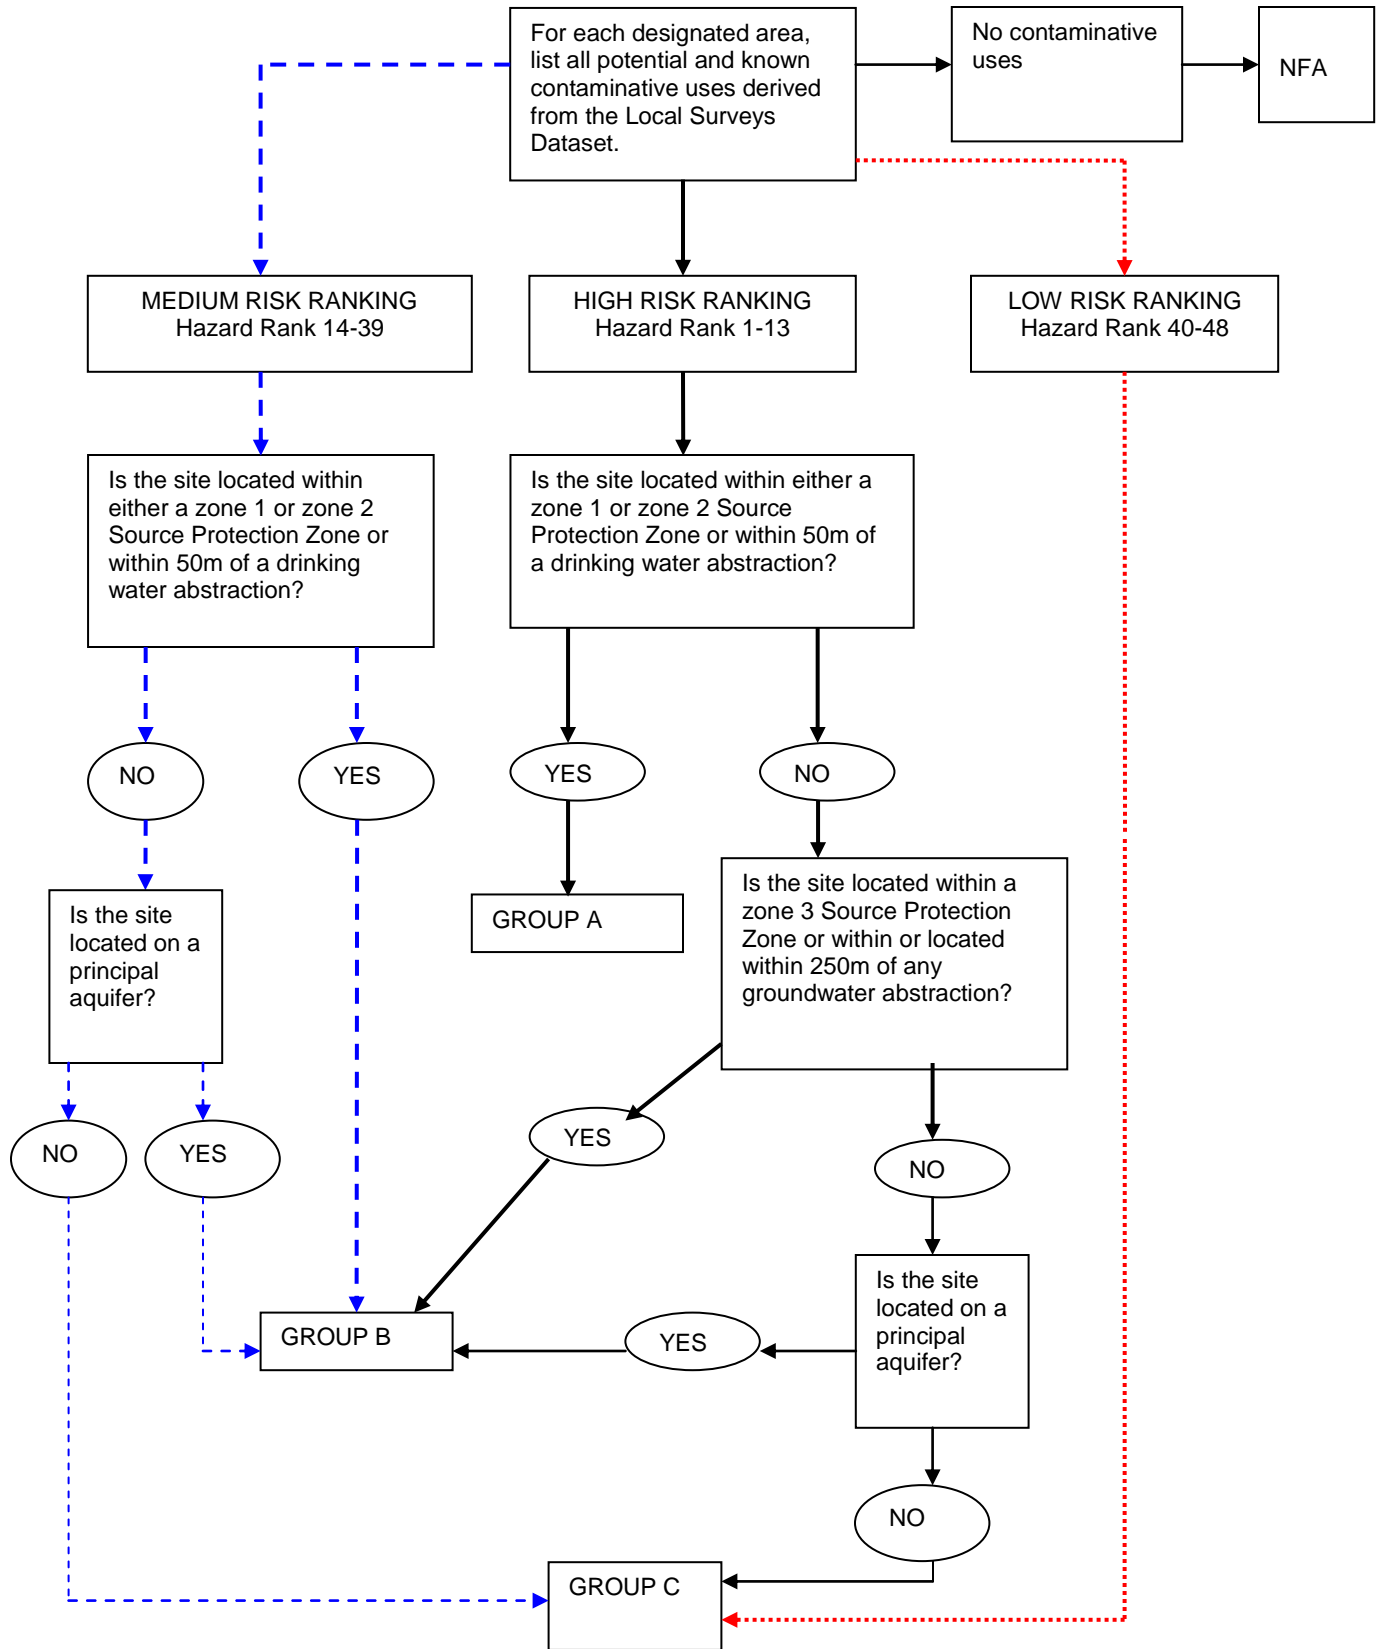 For each designated area,
list all potential and known
contaminative uses derived
from the Local Surveys
Dataset.
No contaminative
uses
NFA
MEDIUM RISK RANKING
Hazard Rank 14-39
HIGH RISK RANKING
Hazard Rank 1-13
LOW RISK RANKING
Hazard Rank 40-48
Is the site located within
either a zone 1 or zone 2
Source Protection Zone or
within 50m of a drinking
water abstraction?
Is the site located within either a
zone 1 or zone 2 Source
Protection Zone or within 50m of
a drinking water abstraction?
NO
YES
YES
NO
Is the site
located on a
principal
aquifer?
GROUP A
Is the site located within a
zone 3 Source Protection
Zone or within or located
within 250m of any
groundwater abstraction?
NO
YES
YES
NO
Is the site
located on a
principal
aquifer?
GROUP B
YES
NO
GROUP C